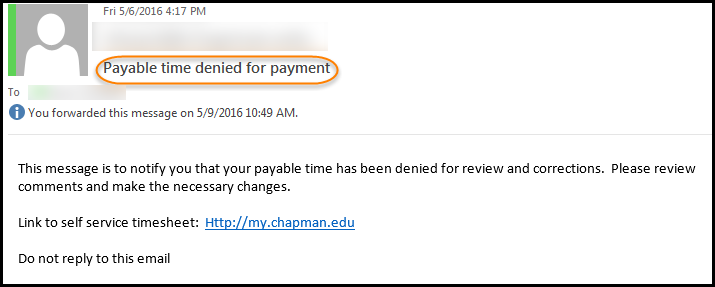 Fri 5/6/2016 4:17 PM
Payable time denied for payment
To
You forwarded this message on 5/9/2016 10:49 AM.
This message is to notify you that your payable time has been denied for review and corrections.  Please review
comments and make the necessary changes.
Link to self service timesheet:  Http://my.chapman.edu
Do not reply to this email